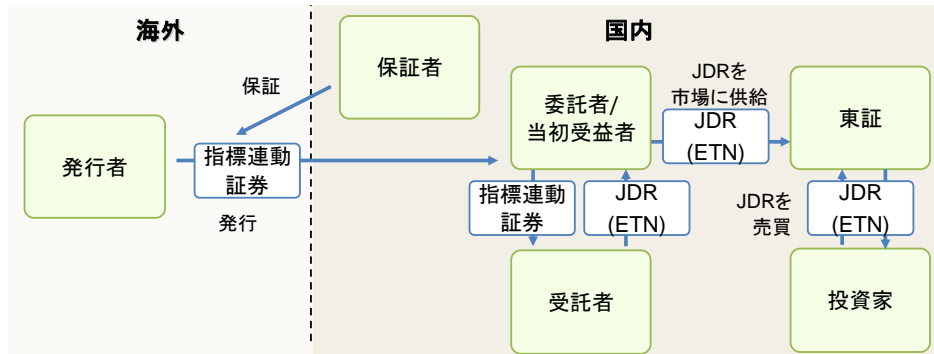 海外
国内
保証者
保証
JDRを
市場に供給
委託者/
当初受益者
東証
JDR
(ETN)
発行者
指標連動
証券
発行
指標連動
証券
JDR
(ETN)
JDRを
売買
JDR
(ETN)
受託者
投資家